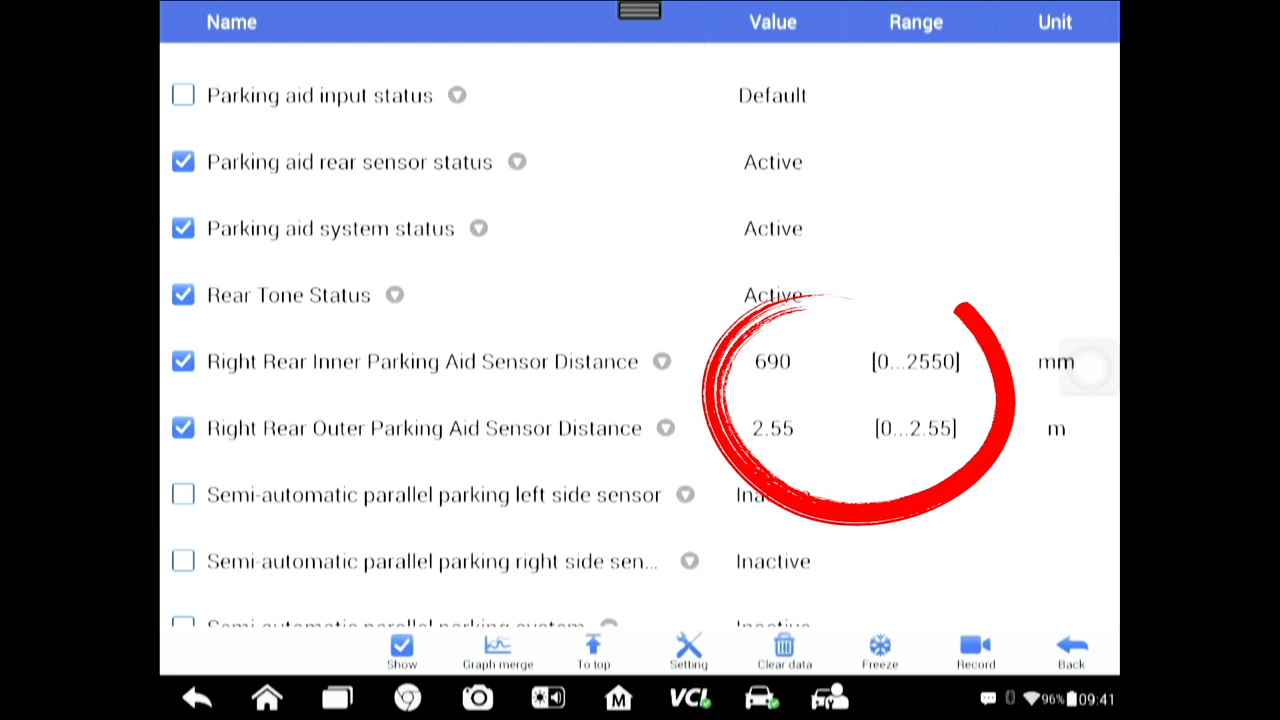 Name Value Range Unit
Parking aid input status Default
Parking aid rear sensor status Active
Parking aid system status Active
Rear Tone Status Active
Right Rear Inner Parking Aid Sensor Distance 690 [0...2550] mm
Right Rear Outer Parking Aid Sensor Distance 2.55 [0...2.55] m
Semi-automatic parallel parking left side sensor
Semi-automatic parallel parking right side sen... Inactive
Show Graph merge To top Setting Clear data Freeze Record Back
M VCI 96% 09:41